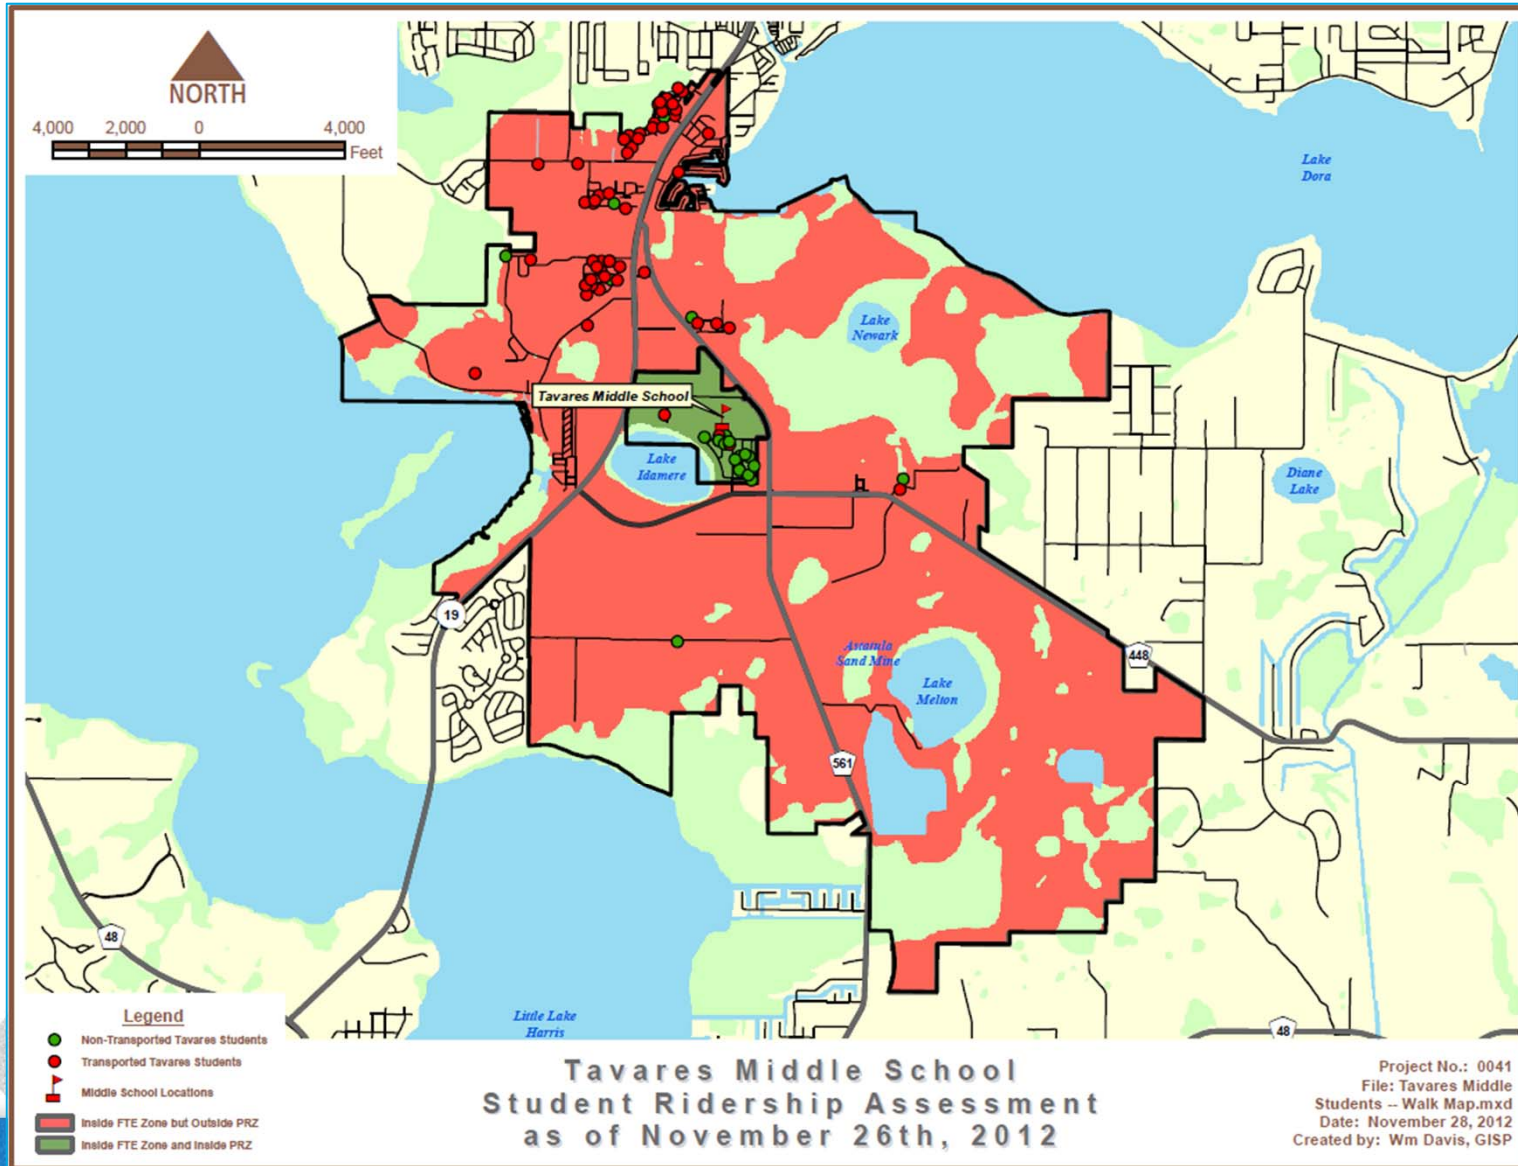 NORTH
4,000 2,000 0 4,000
Feet
Lake
Dora
Lake
Newark
Tavares Middle School
Lake
Idamere
Diane
Lake
19
Astatula
Sand Mine
448
Lake
Melton
561
48
Little Lake
Harris
48
Legend
Non-Transported Tavares Students
Transported Tavares Students
Middle School Locations
Inside FTE Zone but Outside PRZ
Inside FTE Zone and Inside PRZ
Tavares Middle School
Student Ridership Assessment
as of November 26th, 2012
Project No.: 0041
File: Tavares Middle
Students -- Walk Map.mxd
Date: November 28, 2012
Created by: Wm Davis, GISP